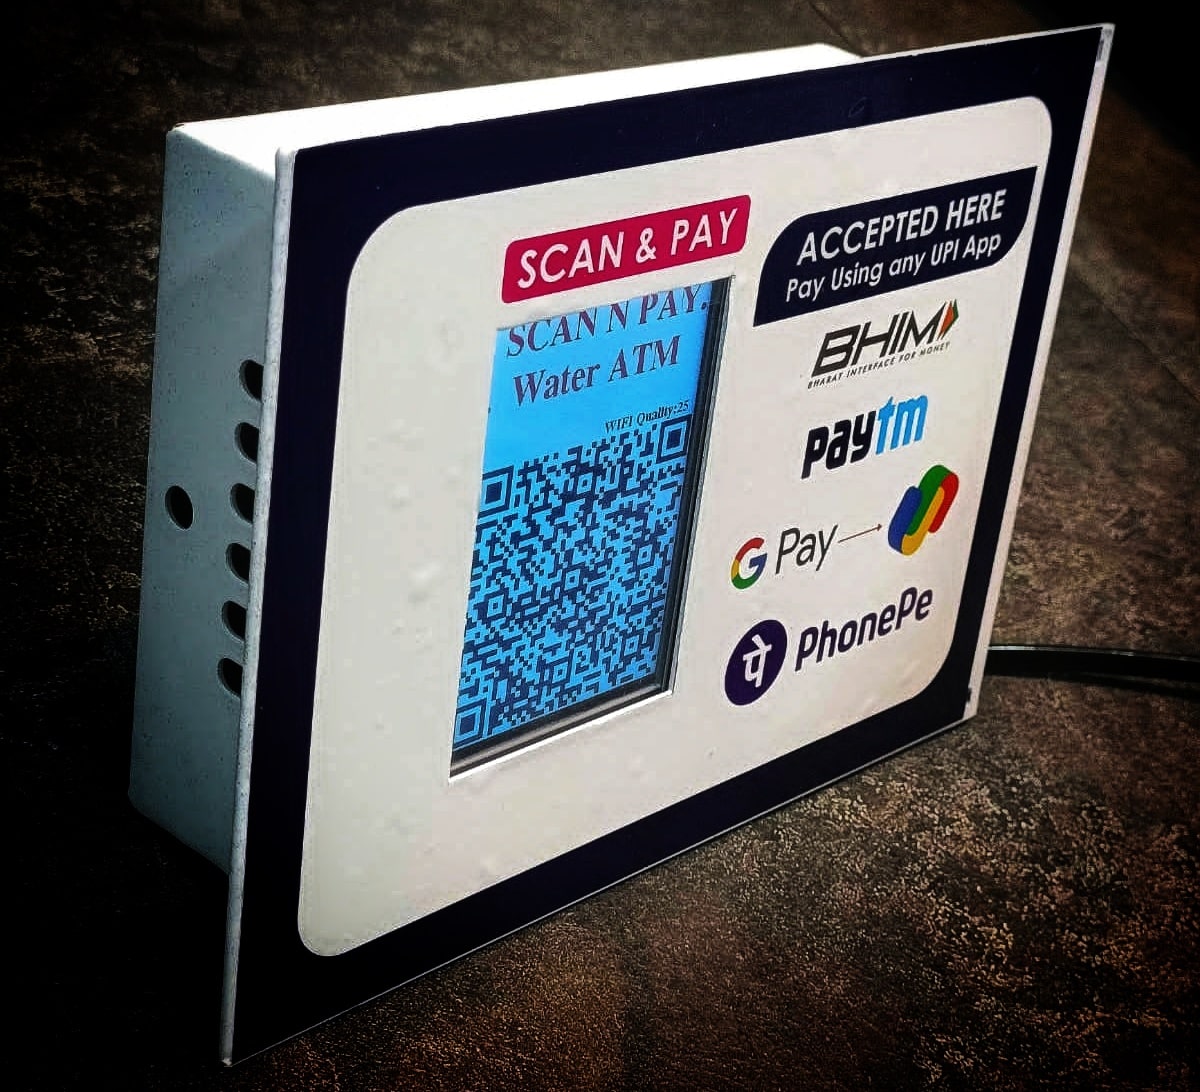 SCAN & PAY
SCAN N PAY.
Water ATM
WIFI Quality:25
ACCEPTED HERE
Pay Using any UPI App
BHIM
BHARAT INTERFACE FOR MONEY
paytm
G Pay
पे PhonePe